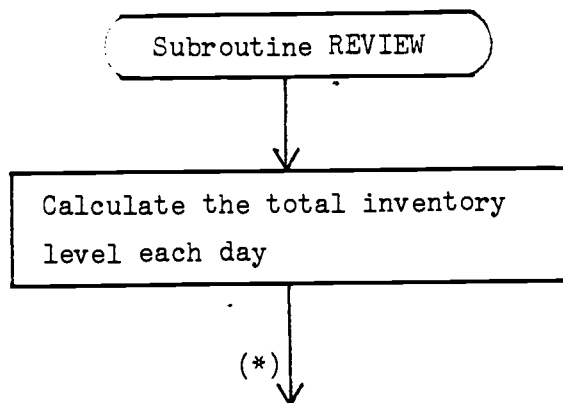 Subroutine REVIEW
Calculate the total inventory
level each day
(*)